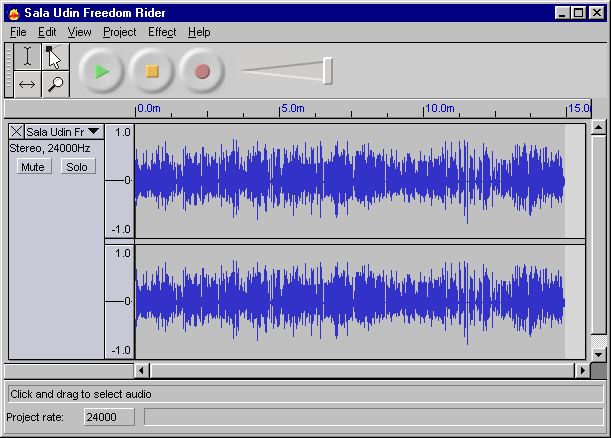 Sala Udin Freedom Rider
File Edit View Project Effect Help
0.0m 5.0m 10.0m 15.0
Sala Udin Fr
Stereo, 24000Hz
Mute Solo
1.0
0
-1.0
1.0
0
-1.0
Click and drag to select audio
Project rate: 24000